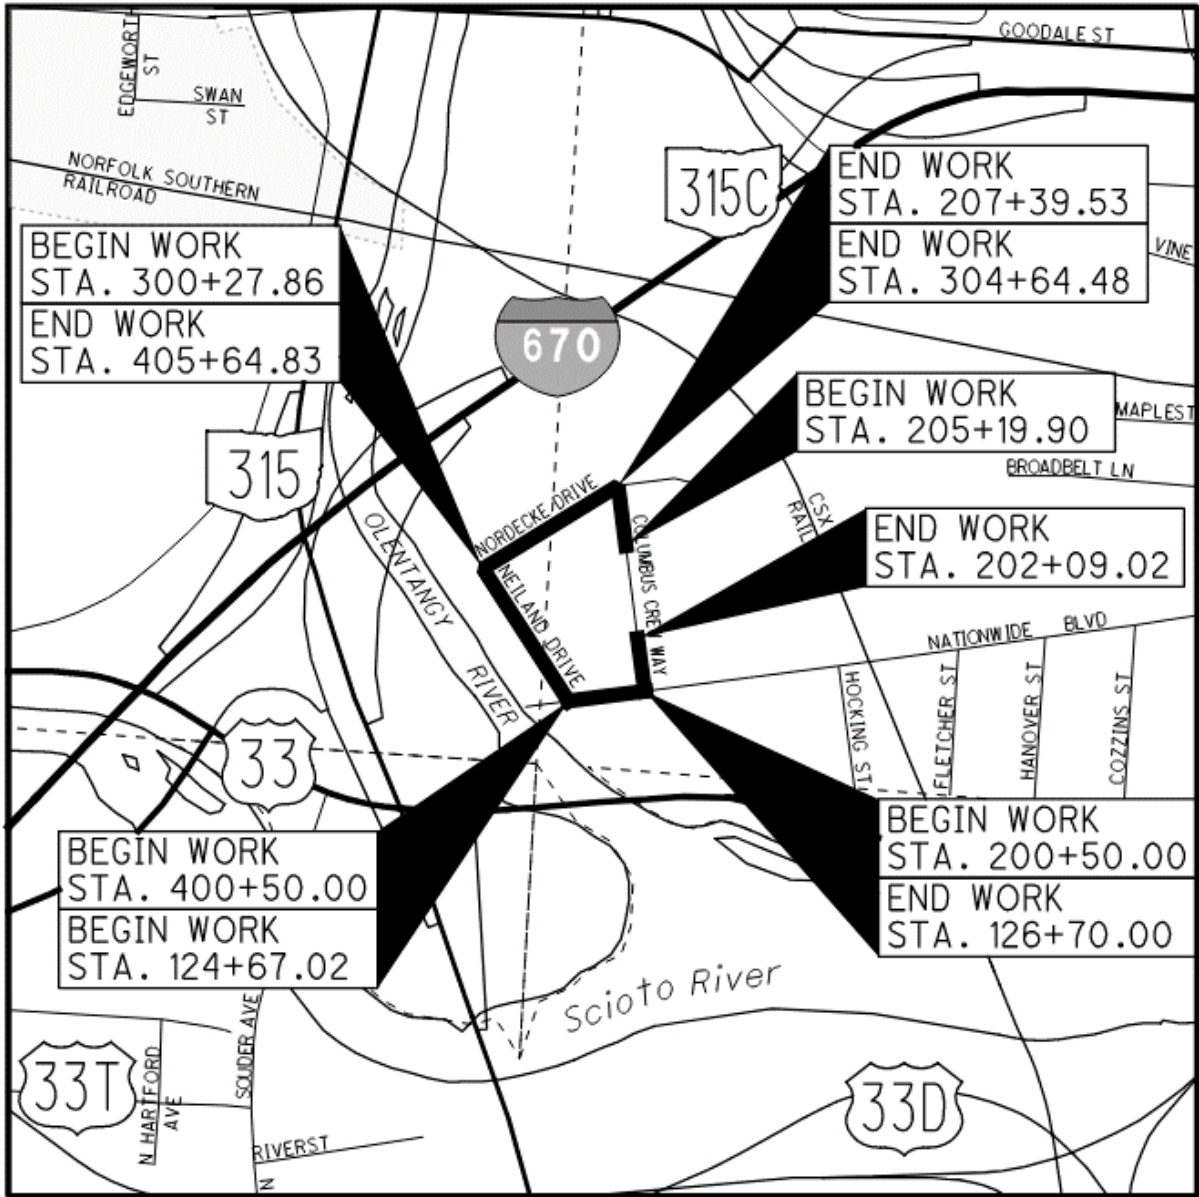 GOODALE ST
EDGEWORT
ST
SWAN
ST
NORFOLK SOUTHERN
RAILROAD
315C
END WORK
STA. 207+39.53
END WORK
STA. 304+64.48
VINE
BEGIN WORK
STA. 300+27.86
END WORK
STA. 405+64.83
670
BEGIN WORK
STA. 205+19.90
MAPLEST
BROADBELT LN
315
NORDECKE DRIVE
CSX
RAIL
OLENTANGY
RIVER
NEILAND DRIVE
COLUMBUS CREW WAY
END WORK
STA. 202+09.02
NATIONWIDE BLVD
HOCKING ST
FLETCHER ST
HANOVER ST
COZZINS ST
33
BEGIN WORK
STA. 400+50.00
BEGIN WORK
STA. 124+67.02
BEGIN WORK
STA. 200+50.00
END WORK
STA. 126+70.00
Scioto River
SOUDER AVE
N HARTFORD
AVE
33T
33D
RIVERST
N